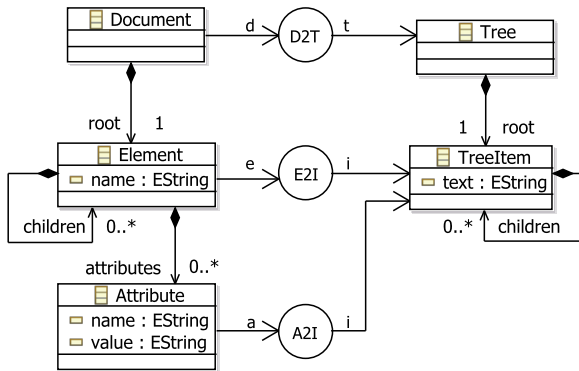 Document
d
D2T
t
Tree
root
1
1
root
Element
name : EString
e
E2I
i
TreeItem
text : EString
children
0..*
0..*
children
attributes
0..*
Attribute
name : EString
value : EString
a
A2I
i